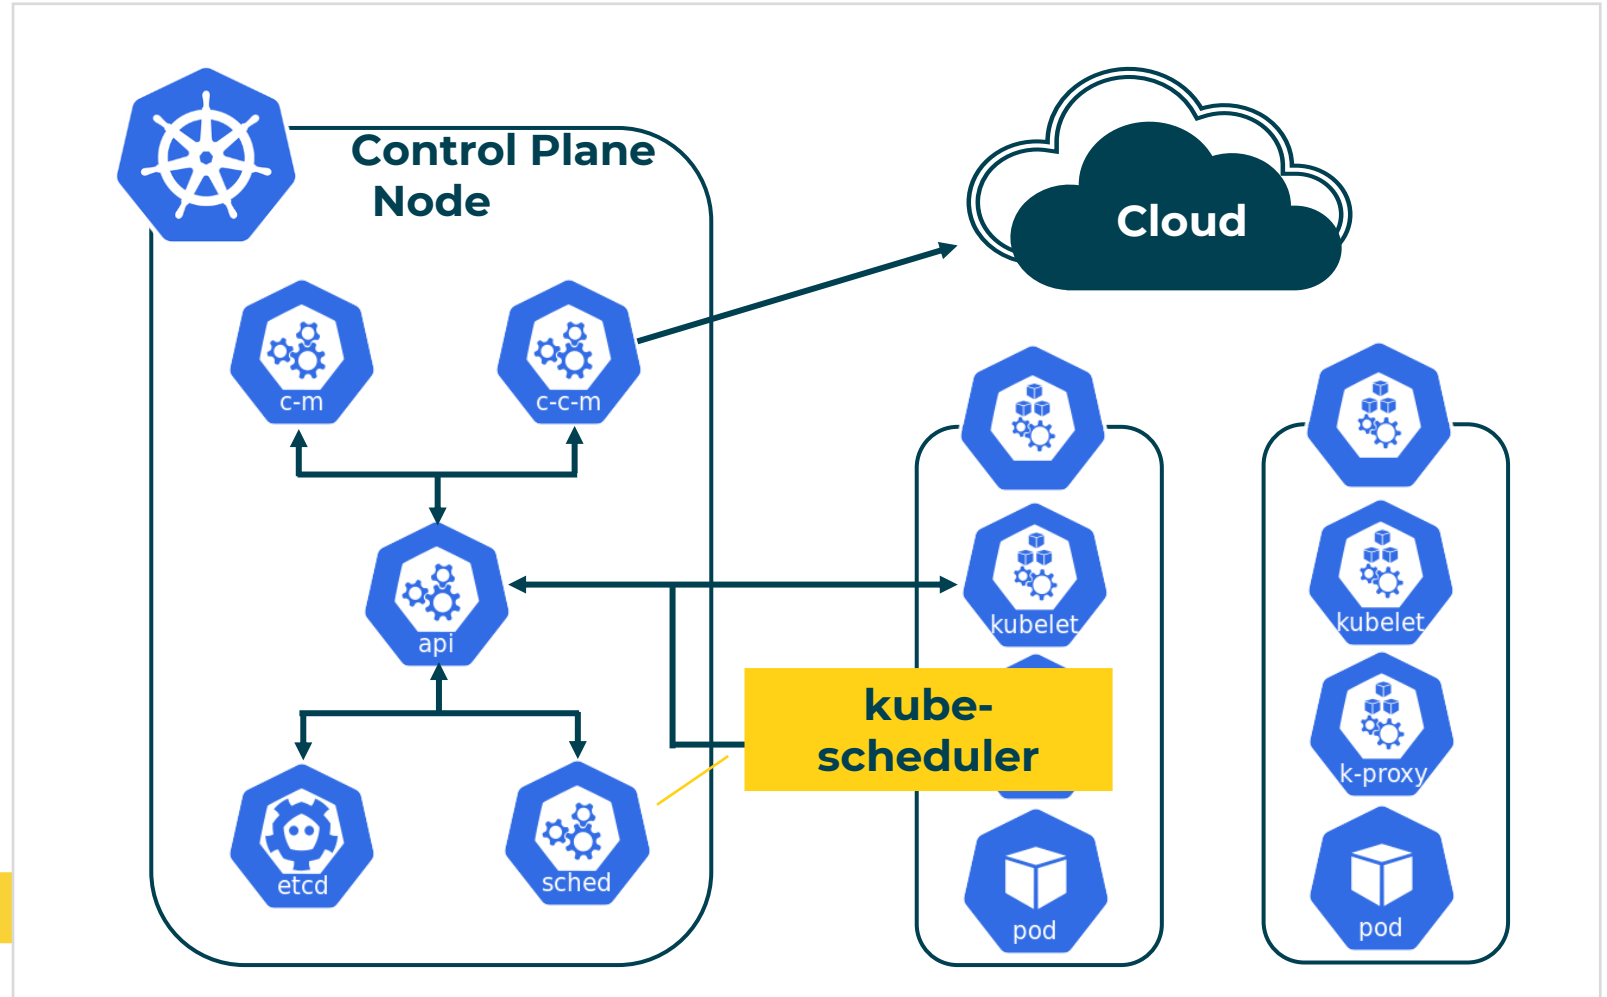 Control Plane
Node
Cloud
c-m
c-c-m
api
kubelet
kubelet
kube-
scheduler
k-proxy
etcd
sched
pod
pod